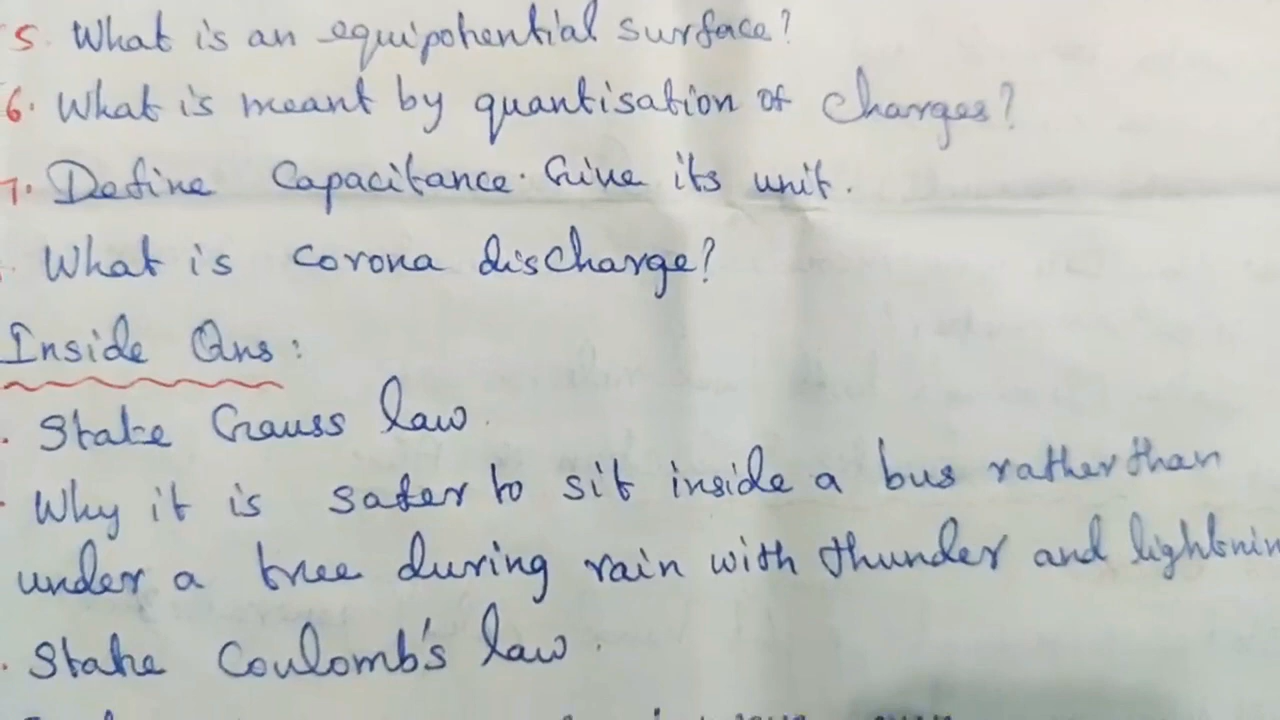 5. What is an equipotential surface?
6. What is meant by quantisation of charges?
7. Define Capacitance. Give its unit.
What is corona discharge?
Inside Qns:
State Gauss law.
Why it is safer to sit inside a bus rather than
under a tree during rain with thunder and lightnin
State Coulomb's law.